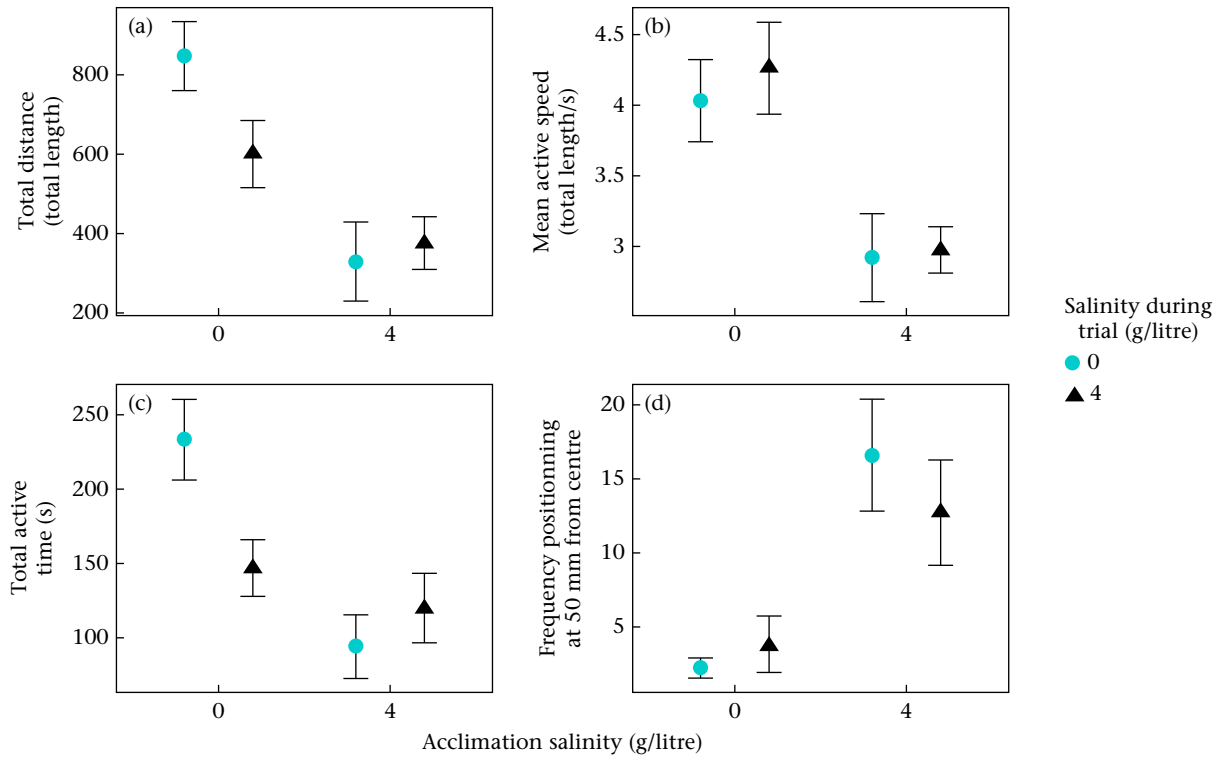 (a)
Total distance
(total length)
800
600
400
200
0
4
(b)
Mean active speed
(total length/s)
4.5
4
3.5
3
0
4
Salinity during
trial (g/litre)
0
4
(c)
Total active
time (s)
250
200
150
100
0
4
(d)
Frequency positionning
at 50 mm from centre
20
15
10
5
0
4
Acclimation salinity (g/litre)